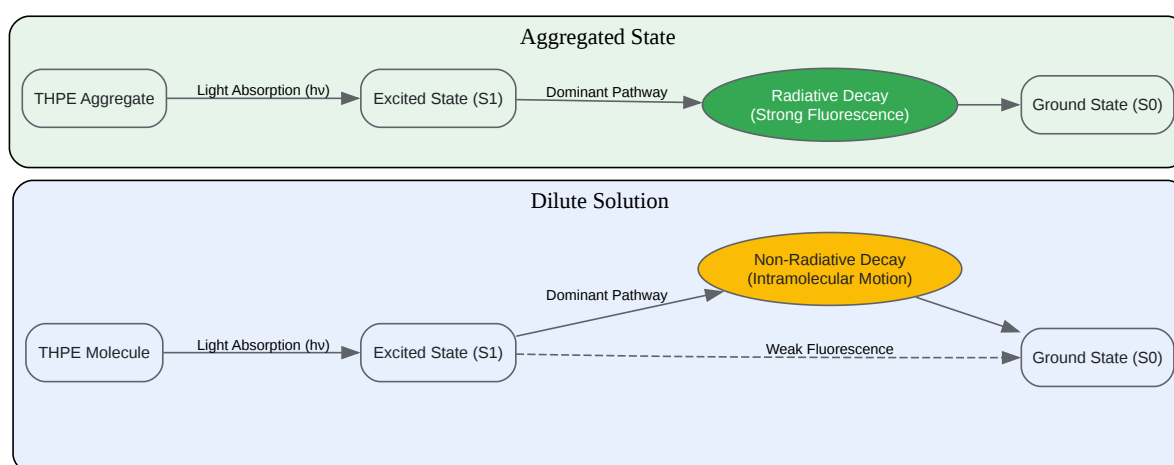 Aggregated State
THPE Aggregate
Light Absorption (hν)
Excited State (S1)
Dominant Pathway
Radiative Decay
(Strong Fluorescence)
Ground State (S0)
Dilute Solution
THPE Molecule
Light Absorption (hν)
Excited State (S1)
Dominant Pathway
Non-Radiative Decay
(Intramolecular Motion)
Weak Fluorescence
Ground State (S0)